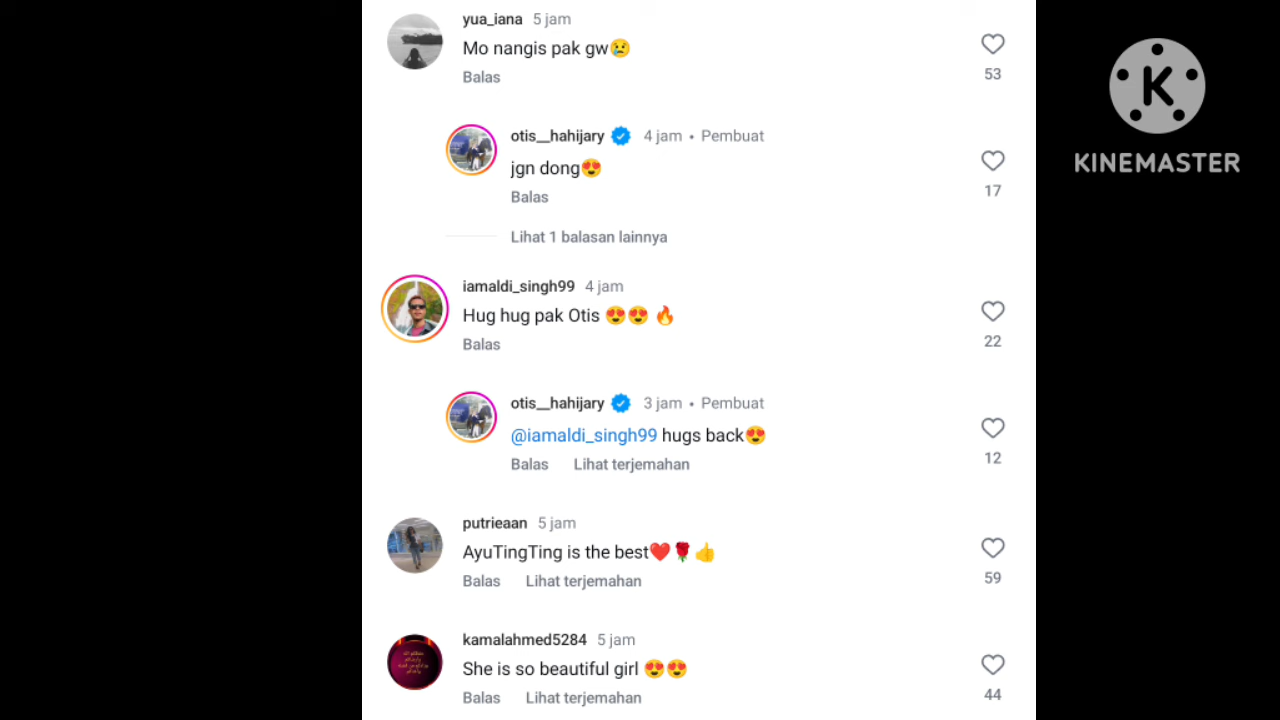 yua_iana 5 jam
Mo nangis pak gw😢
53
Balas
otis__hahijary 4 jam • Pembuat
jgn dong😍
17
Balas
Lihat 1 balasan lainnya
iamaldi_singh99 4 jam
Hug hug pak Otis 😍😍 🔥
22
Balas
otis__hahijary 3 jam • Pembuat
@iamaldi_singh99 hugs back😍
12
Balas Lihat terjemahan
putrieaan 5 jam
AyuTingTing is the best❤️🌹👍
59
Balas Lihat terjemahan
kamalahmed5284 5 jam
She is so beautiful girl 😍😍
44
Balas Lihat terjemahan
K
KINEMASTER